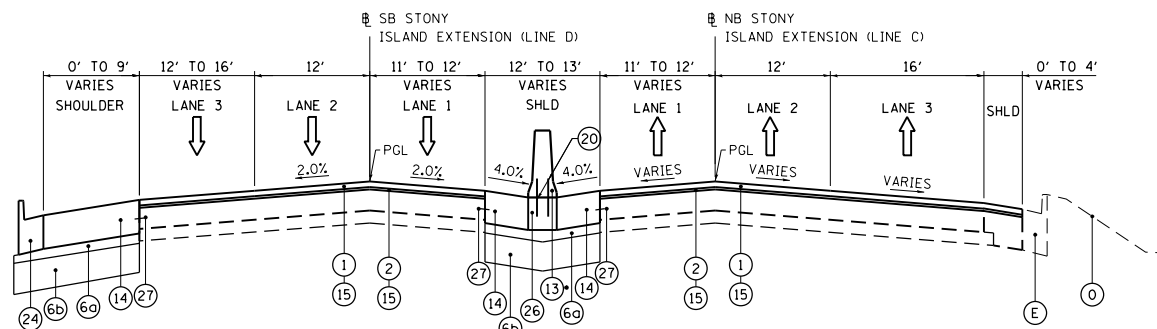 ℄ SB STONY
ISLAND EXTENSION (LINE D)
℄ NB STONY
ISLAND EXTENSION (LINE C)
0' TO 9' 12' TO 16' 12' 11' TO 12' 12' TO 13' 11' TO 12' 12' 16' 0' TO 4'
VARIES VARIES VARIES VARIES VARIES VARIES
SHOULDER LANE 3 LANE 2 LANE 1 SHLD LANE 1 LANE 2 LANE 3 SHLD
20
PGL PGL
2.0% 2.0% 4.0% 4.0% VARIES VARIES VARIES
1 2 27 27 2 1
15 15 14 13 14 15 15
24 6b 6a 14 27 26 6a E O
6b